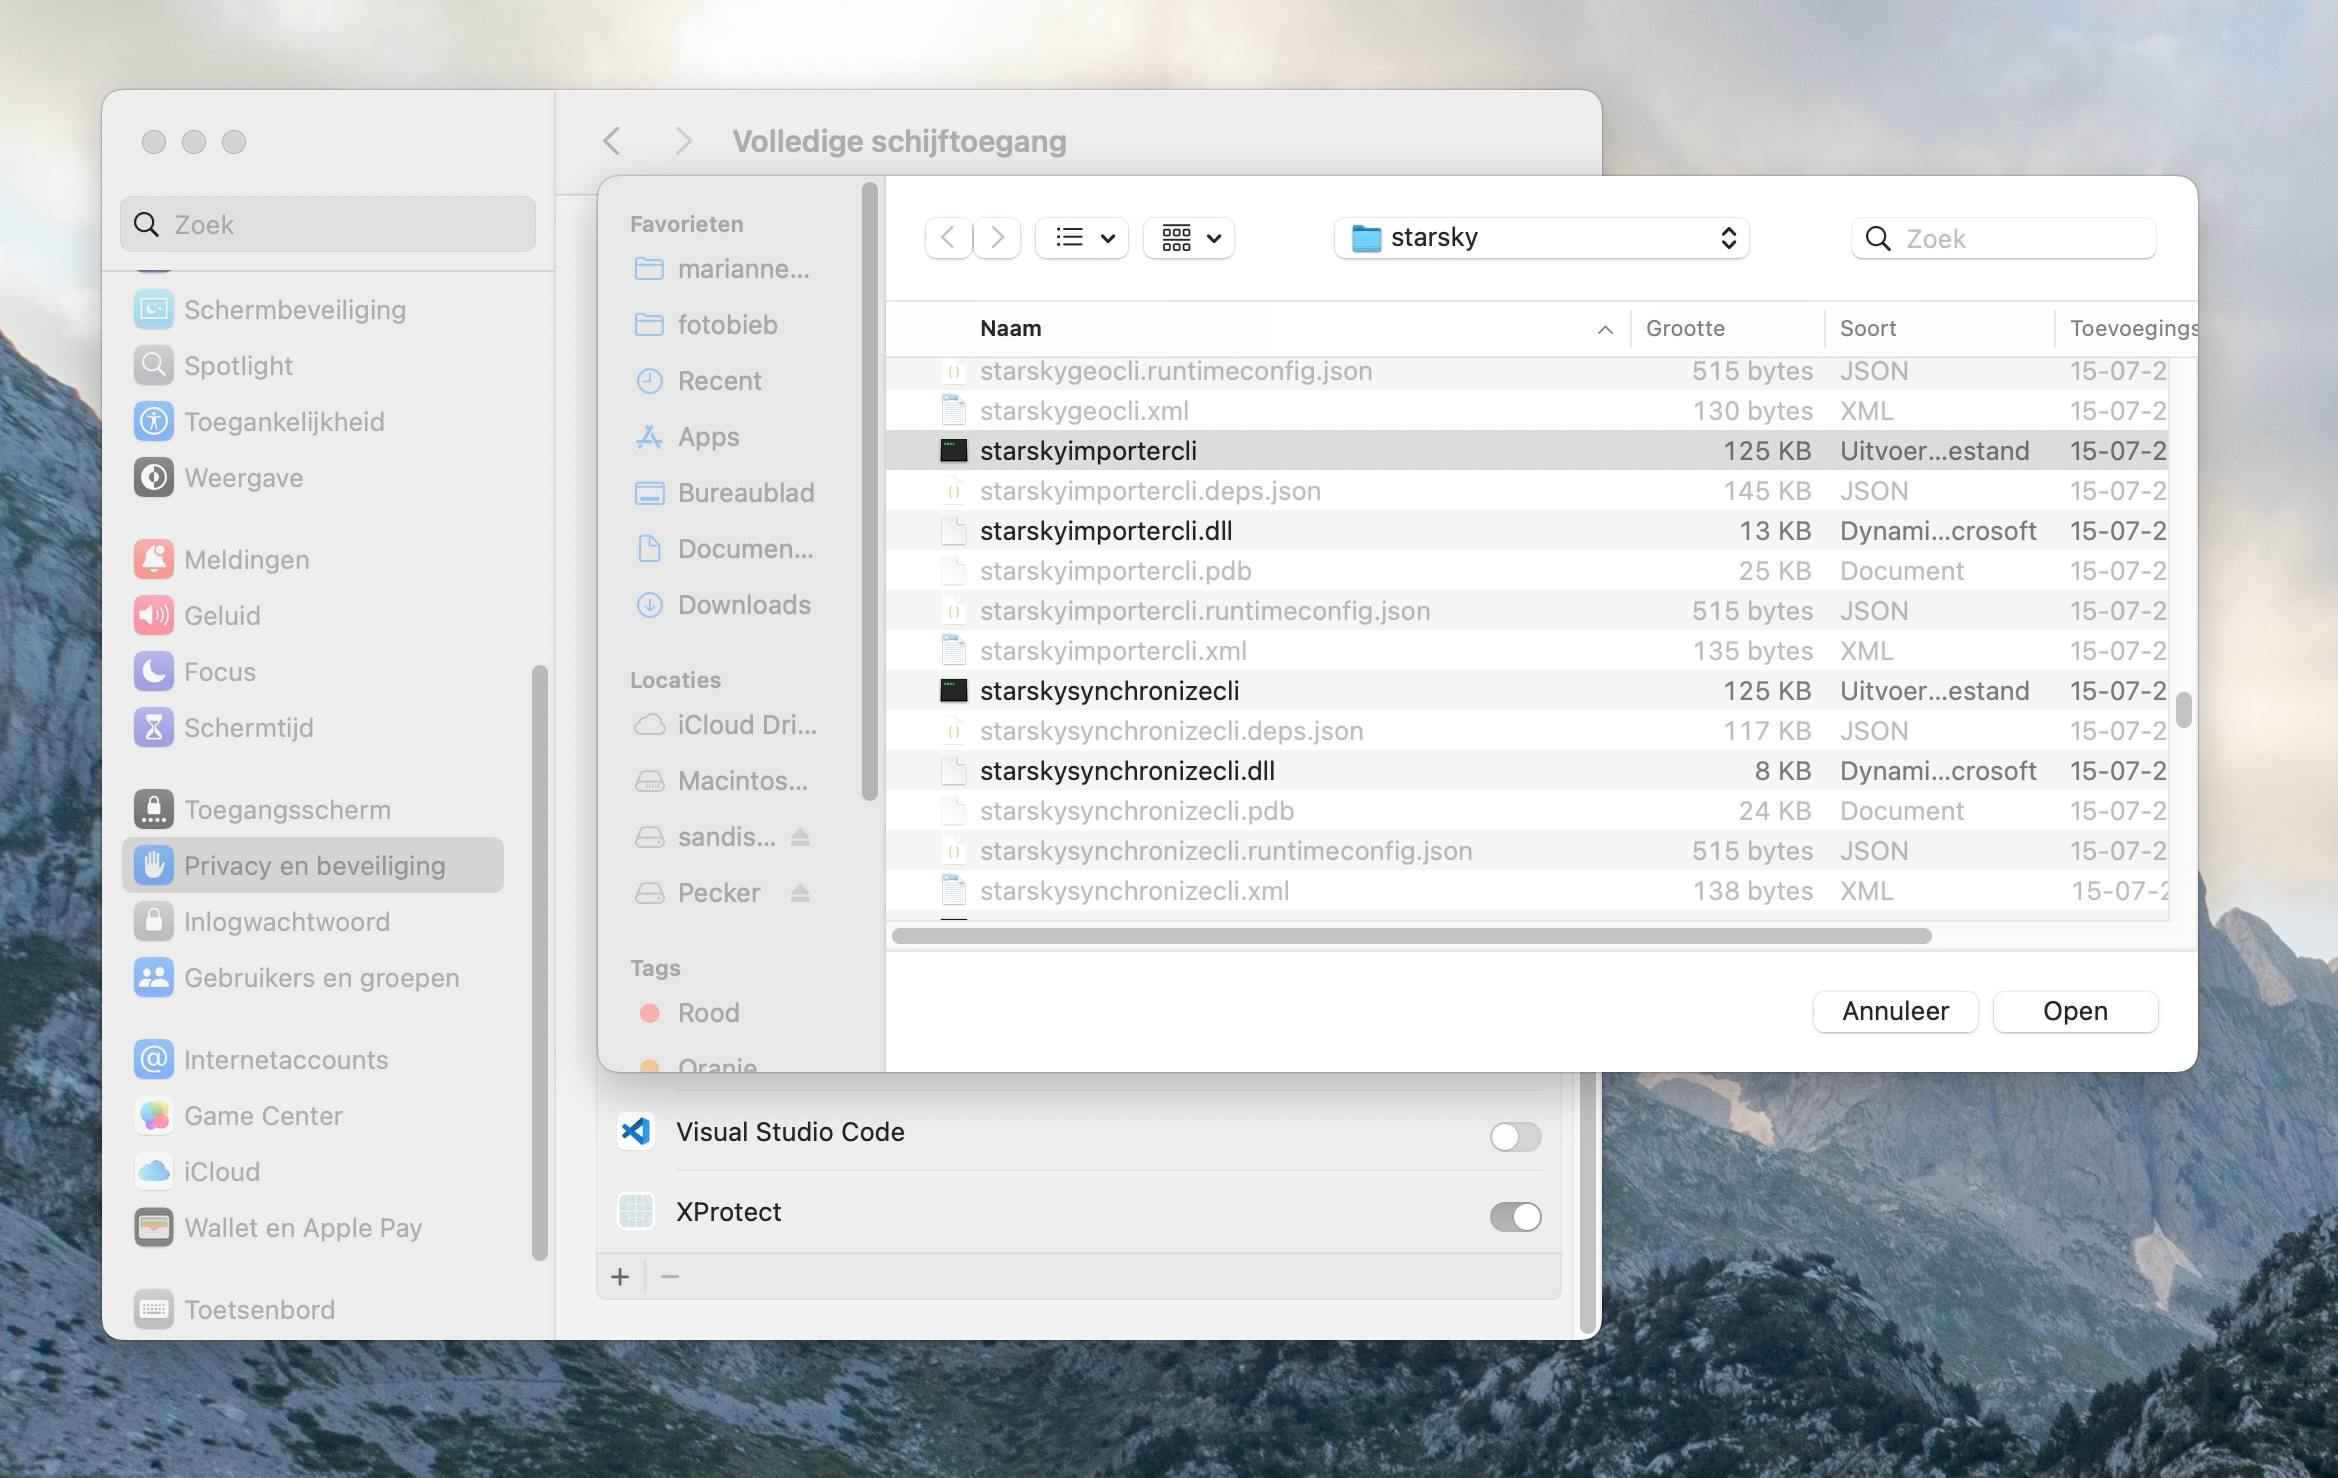 Volledige schijftoegang
Zoek
Schermbeveiliging
Spotlight
Toegankelijkheid
Weergave
Meldingen
Geluid
Focus
Schermtijd
Toegangsscherm
Privacy en beveiliging
Inlogwachtwoord
Gebruikers en groepen
Internetaccounts
Game Center
iCloud
Wallet en Apple Pay
Toetsenbord
Favorieten
marianne...
fotobieb
Recent
Apps
Bureaublad
Documen...
Downloads
Locaties
iCloud Dri...
Macintos...
sandis...
Pecker
Tags
Rood
Oranje
starsky
Zoek
Naam Grootte Soort Toevoegings
starskygeocli.runtimeconfig.json 515 bytes JSON 15-07-2
starskygeocli.xml 130 bytes XML 15-07-2
starskyimportercli 125 KB Uitvoer...estand 15-07-2
starskyimportercli.deps.json 145 KB JSON 15-07-2
starskyimportercli.dll 13 KB Dynami...crosoft 15-07-2
starskyimportercli.pdb 25 KB Document 15-07-2
starskyimportercli.runtimeconfig.json 515 bytes JSON 15-07-2
starskyimportercli.xml 135 bytes XML 15-07-2
starskysynchronizecli 125 KB Uitvoer...estand 15-07-2
starskysynchronizecli.deps.json 117 KB JSON 15-07-2
starskysynchronizecli.dll 8 KB Dynami...crosoft 15-07-2
starskysynchronizecli.pdb 24 KB Document 15-07-2
starskysynchronizecli.runtimeconfig.json 515 bytes JSON 15-07-2
starskysynchronizecli.xml 138 bytes XML 15-07-2
Annuleer Open
Visual Studio Code
XProtect